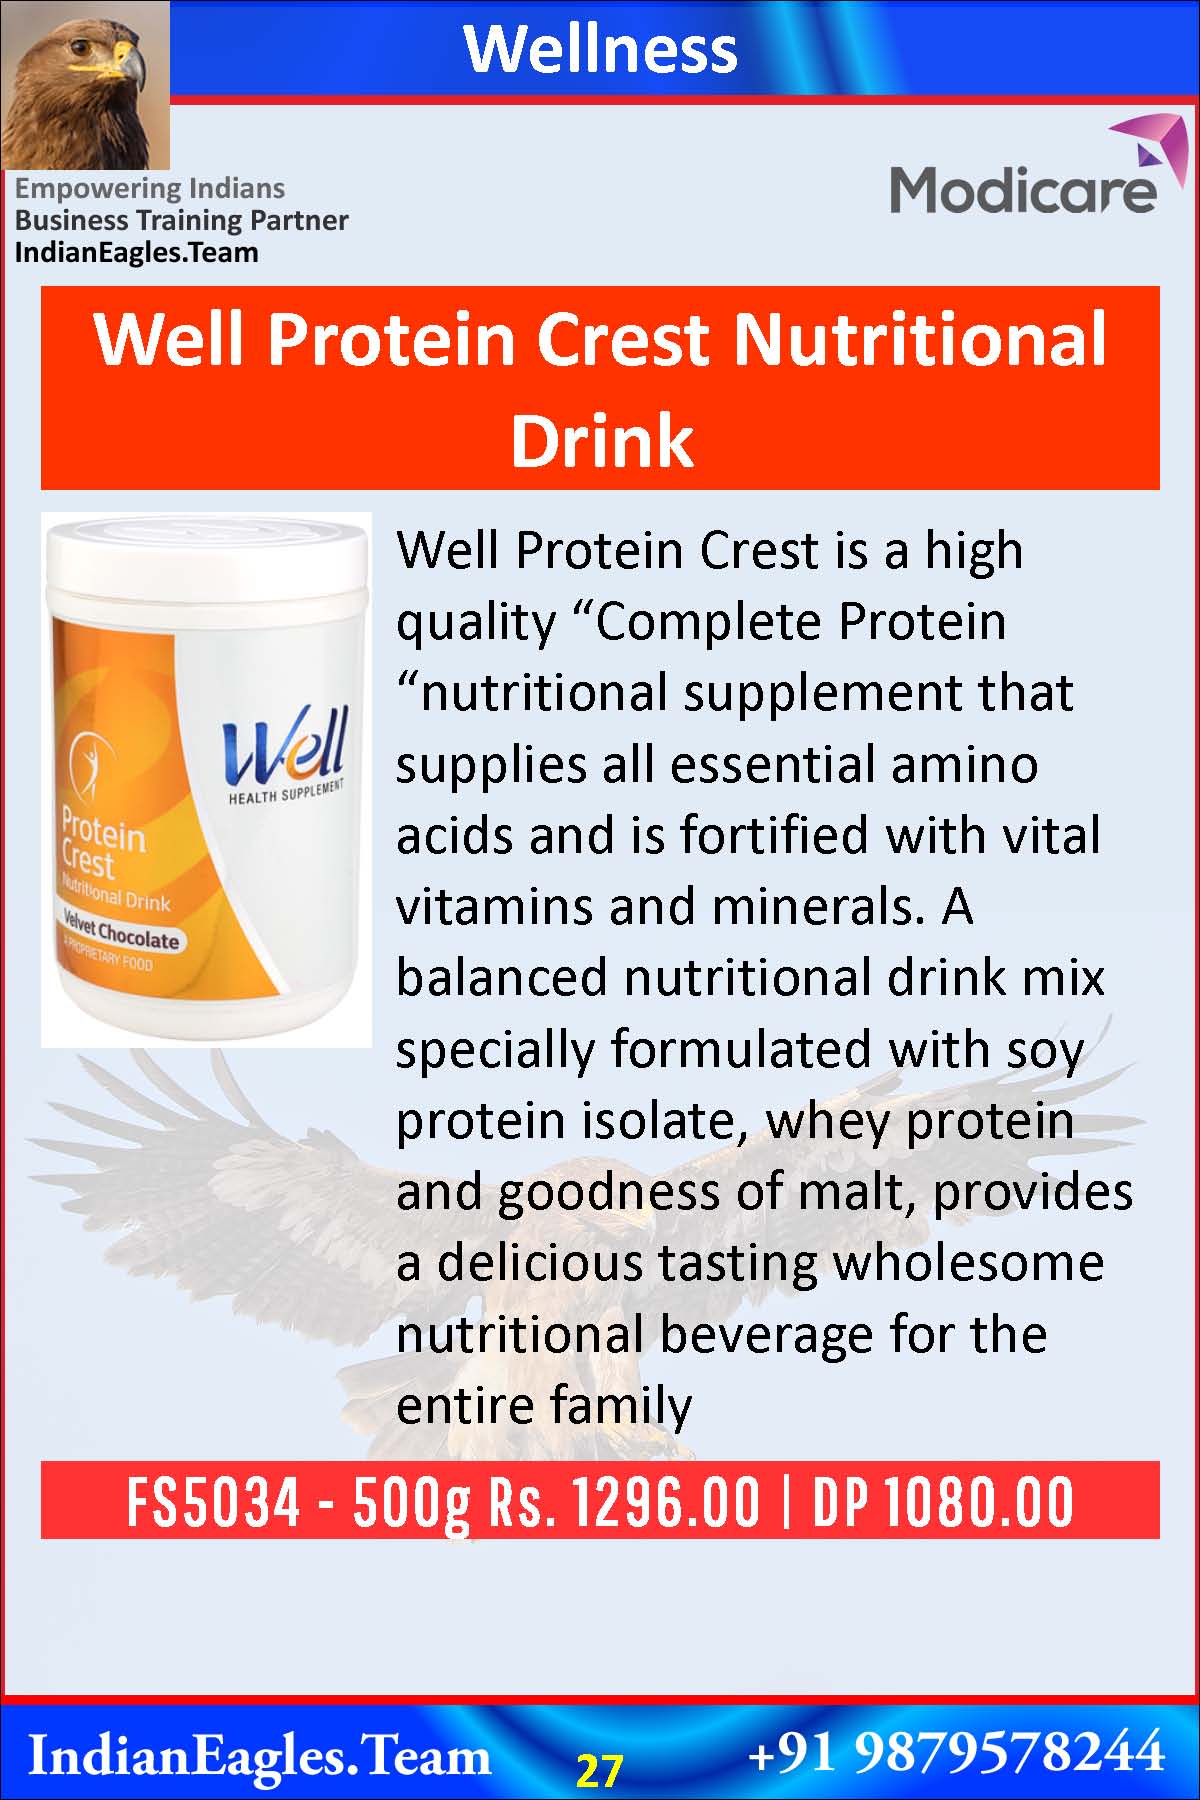 Wellness
Empowering Indians
Business Training Partner
IndianEagles.Team
Modicare
Well Protein Crest Nutritional
Drink
Well
HEALTH SUPPLEMENT
Protein
Crest
Nutritional Drink
Velvet Chocolate
A PROPRIETARY FOOD
Well Protein Crest is a high
quality “Complete Protein
“nutritional supplement that
supplies all essential amino
acids and is fortified with vital
vitamins and minerals. A
balanced nutritional drink mix
specially formulated with soy
protein isolate, whey protein
and goodness of malt, provides
a delicious tasting wholesome
nutritional beverage for the
entire family
FS5034 - 500g Rs. 1296.00 | DP 1080.00
IndianEagles.Team
27
+91 9879578244